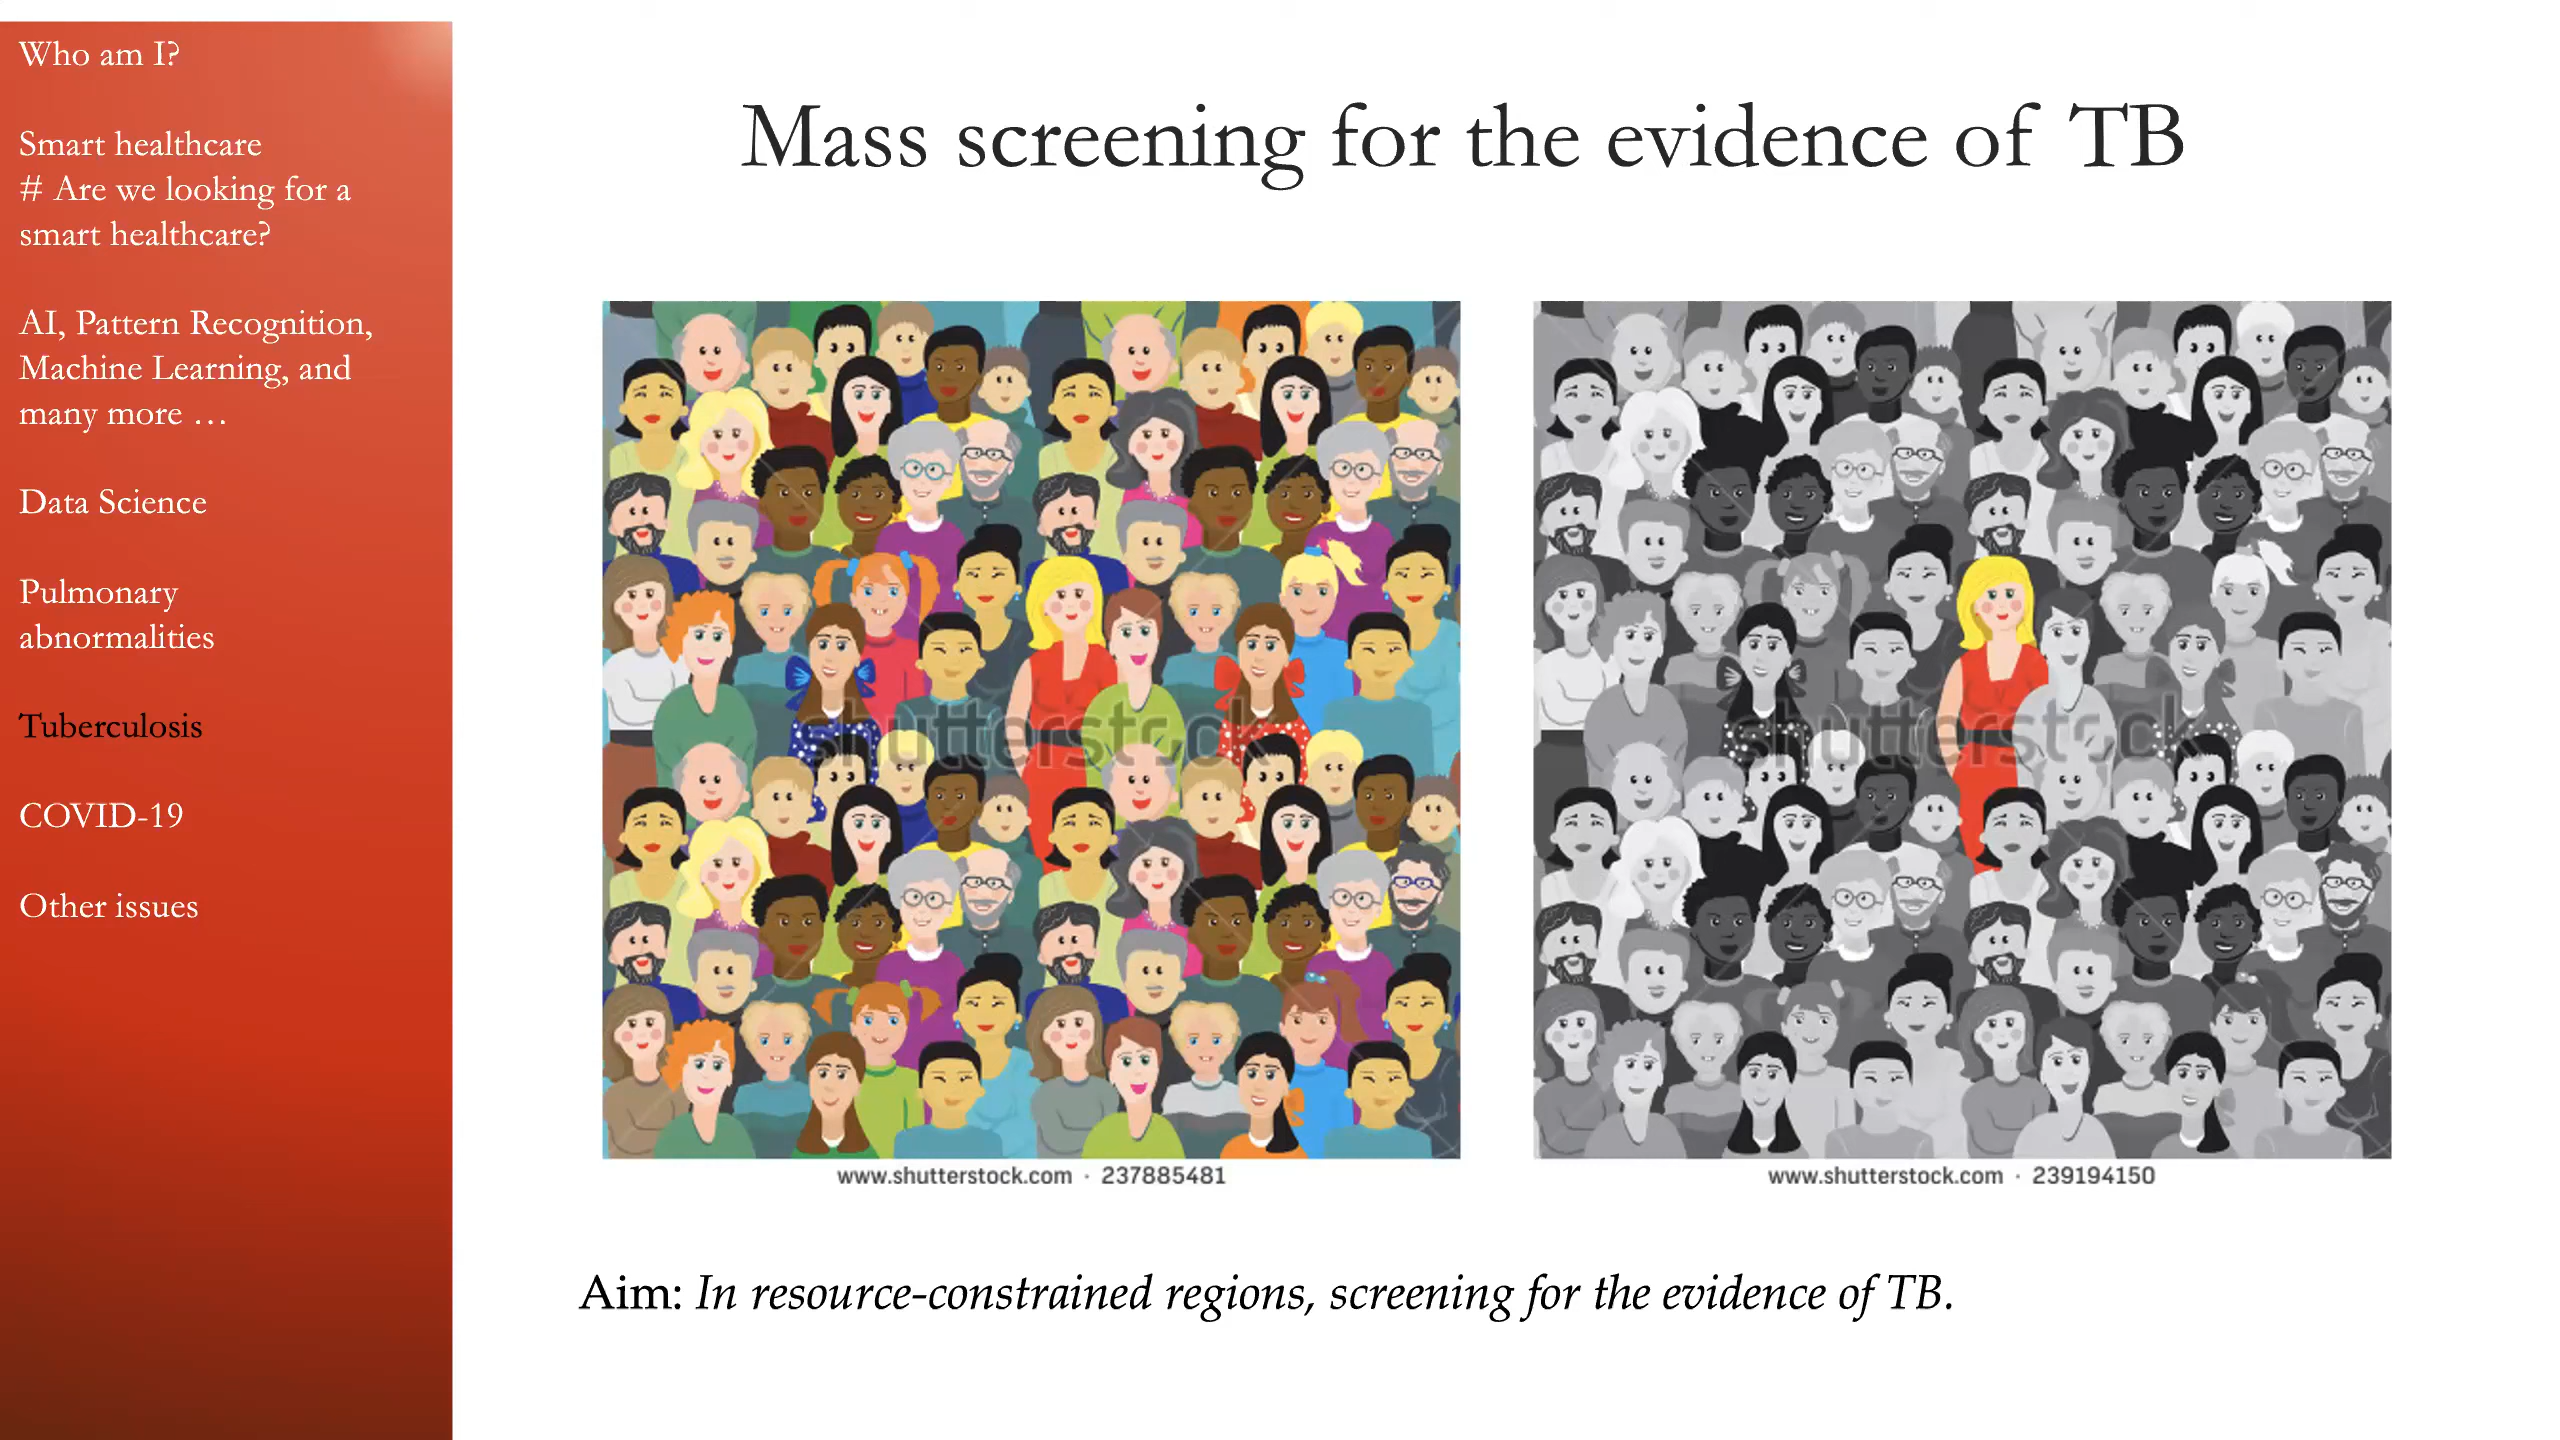 Who am I?
Smart healthcare
# Are we looking for a
smart healthcare?
AI, Pattern Recognition,
Machine Learning, and
many more …
Data Science
Pulmonary
abnormalities
Tuberculosis
COVID-19
Other issues
Mass screening for the evidence of TB
shutterstock
shutterstock
www.shutterstock.com · 237885481
www.shutterstock.com · 239194150
Aim: In resource-constrained regions, screening for the evidence of TB.